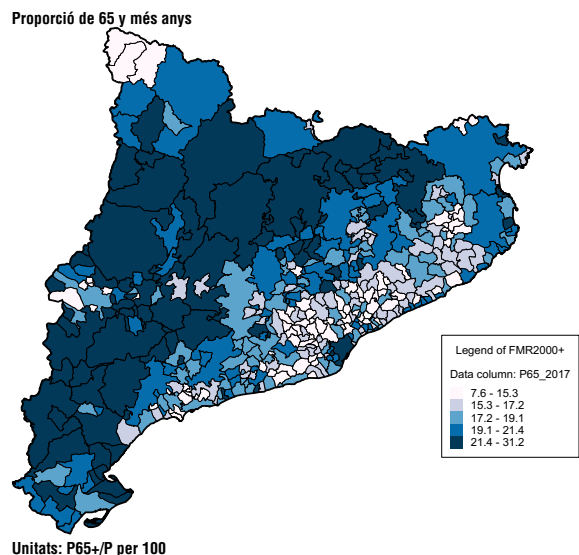 Proporció de 65 y més anys
Legend of FMR2000+
Data column: P65_2017
7.6 - 15.3
15.3 - 17.2
17.2 - 19.1
19.1 - 21.4
21.4 - 31.2
Unitats: P65+/P per 100